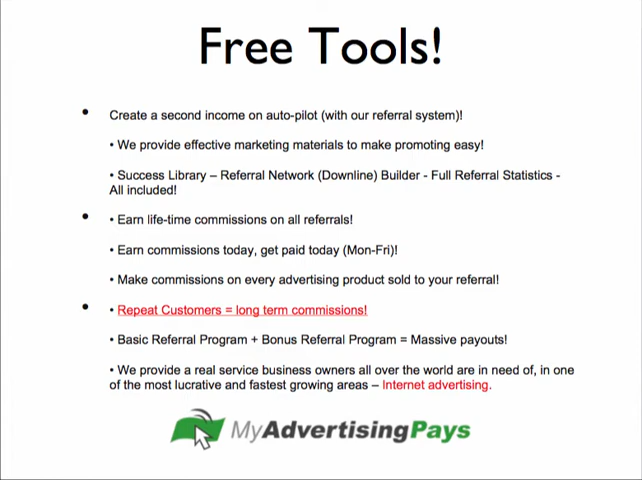 Free Tools!
• Create a second income on auto-pilot (with our referral system)!
• We provide effective marketing materials to make promoting easy!
• Success Library – Referral Network (Downline) Builder - Full Referral Statistics -
All included!
• • Earn life-time commissions on all referrals!
• Earn commissions today, get paid today (Mon-Fri)!
• Make commissions on every advertising product sold to your referral!
• • Repeat Customers = long term commissions!
• Basic Referral Program + Bonus Referral Program = Massive payouts!
• We provide a real service business owners all over the world are in need of, in one
of the most lucrative and fastest growing areas – Internet advertising.
MyAdvertisingPays